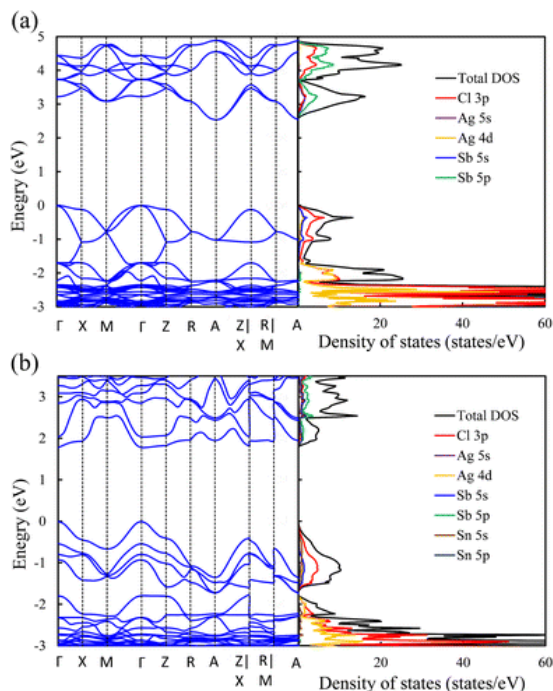 (a)
5
4
3
2
1
0
-1
-2
-3
Enegry (eV)
Total DOS
Cl 3p
Ag 5s
Ag 4d
Sb 5s
Sb 5p
Γ X M Γ Z R A Z| R| A
X M
20 40 60
Density of states (states/eV)
(b)
3
2
1
0
-1
-2
-3
Enegry (eV)
Total DOS
Cl 3p
Ag 5s
Ag 4d
Sb 5s
Sb 5p
Sn 5s
Sn 5p
Γ X M Γ Z R A Z| R| A
X M
20 40 60
Density of states (states/eV)